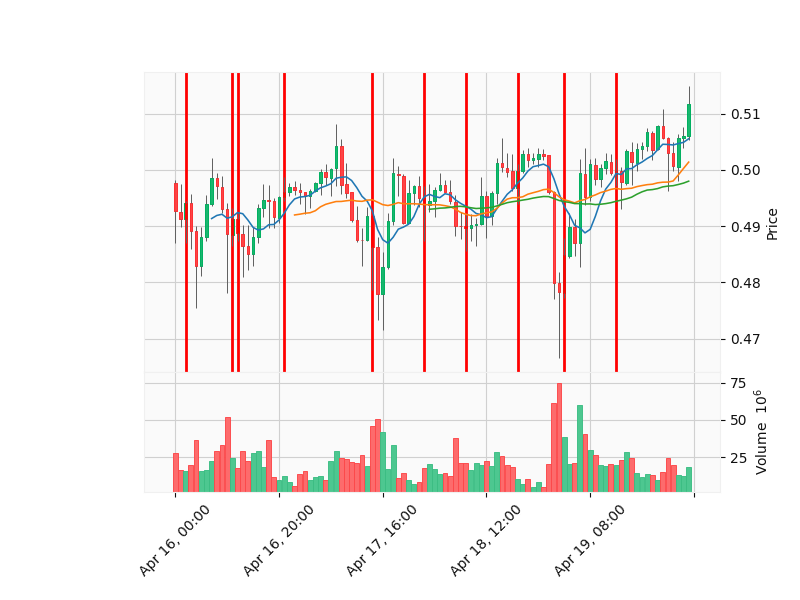 0.51
0.50
0.49
0.48
0.47
Price
75
50
25
Volume 10^6
Apr 16, 00:00
Apr 16, 20:00
Apr 17, 16:00
Apr 18, 12:00
Apr 19, 08:00